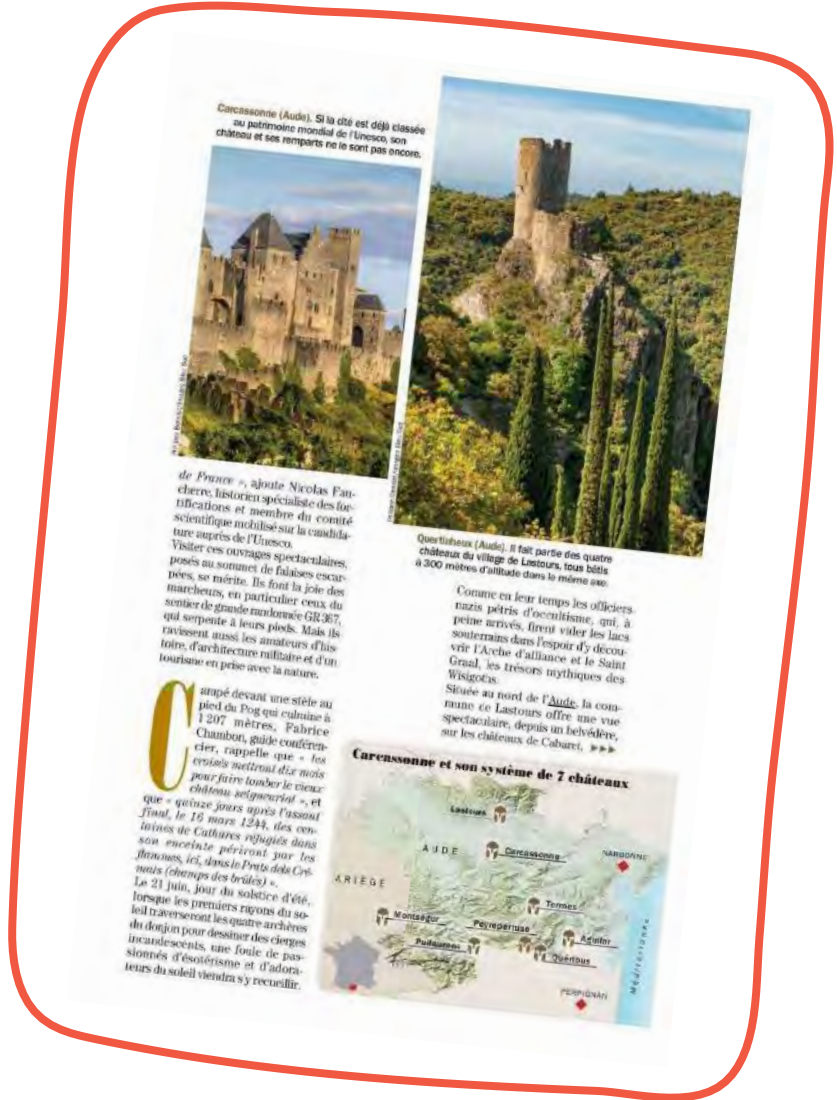 Carcassonne (Aude). Si la cité est déjà classée
au patrimoine mondial de l'Unesco, son
château et ses remparts ne le sont pas encore.
de France », ajoute Nicolas Fau-
cherre, historien spécialiste des for-
tifications et membre du comité
scientifique mobilisé sur la candida-
ture auprès de l'Unesco.
Visiter ces ouvrages spectaculaires,
posés au sommet de falaises escar-
pées, se mérite. Ils font la joie des
marcheurs, en particulier ceux du
sentier de grande randonnée GR 367,
qui serpente à leurs pieds. Mais ils
ravissent aussi les amateurs d'his-
toire, d'architecture militaire et d'un
tourisme en prise avec la nature.
Campé devant une stèle au
pied du Pog qui culmine à
1 207 mètres, Fabrice
Chambon, guide conféren-
cier, rappelle que « les
croisés mettront dix mois
pour faire tomber le vieux
château seigneurial », et
que « quinze jours après l'assaut
final, le 16 mars 1244, des cen-
taines de Cathares réfugiés dans
son enceinte périront par les
flammes, ici, dans le Prats dels Cré-
mats (champs des brûlés) ».
Le 21 juin, jour du solstice d'été,
lorsque les premiers rayons du so-
leil traverseront les quatre archères
du donjon pour dessiner des cierges
incandescents, une foule de pas-
sionnés d'ésotérisme et d'adora-
teurs du soleil viendra s'y recueillir.
Quertinheux (Aude). Il fait partie des quatre
châteaux du village de Lastours, tous bâtis
à 300 mètres d'altitude dans le même axe.
Comme en leur temps les officiers
nazis pétris d'occultisme, qui, à
peine arrivés, firent vider les lacs
souterrains dans l'espoir d'y décou-
vrir l'Arche d'alliance et le Saint
Graal, les trésors mythiques des
Wisigoths.
Située au nord de l'Aude, la com-
mune de Lastours offre une vue
spectaculaire, depuis un belvédère,
sur les châteaux de Cabaret. ▶▶▶
Carcassonne et son système de 7 châteaux
Lastours
AUDE
Carcassonne
NARBONNE
ARIÈGE
Termes
Montségur
Peyrepertuse
Aguilar
Puilaurens
Quéribus
PERPIGNAN
Méditerranée